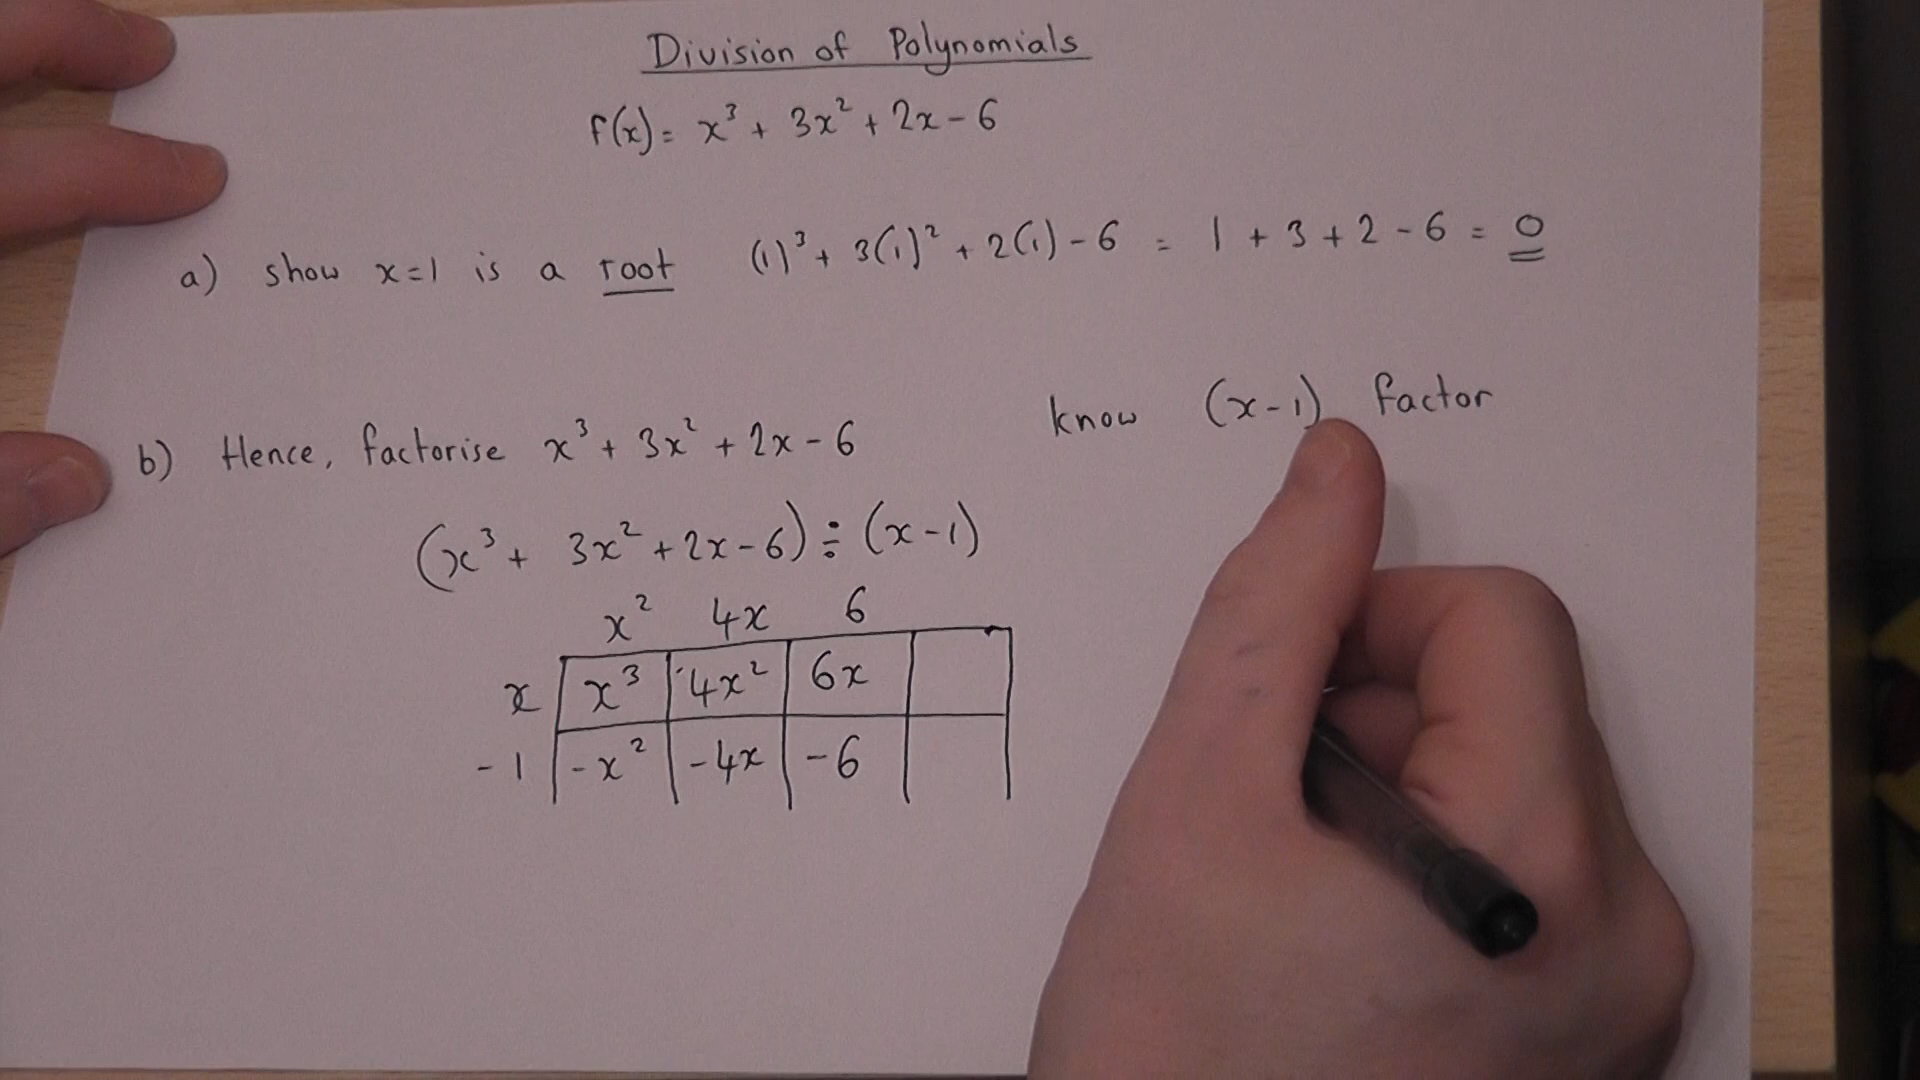 Division of Polynomials
f(x) = x³ + 3x² + 2x - 6
a) show x=1 is a root (1)³ + 3(1)² + 2(1) - 6 = 1 + 3 + 2 - 6 = 0
know (x-1) factor
b) Hence, factorise x³ + 3x² + 2x - 6
(x³ + 3x² + 2x - 6) ÷ (x-1)
x² 4x 6
x x³ 4x² 6x
-1 -x² -4x -6